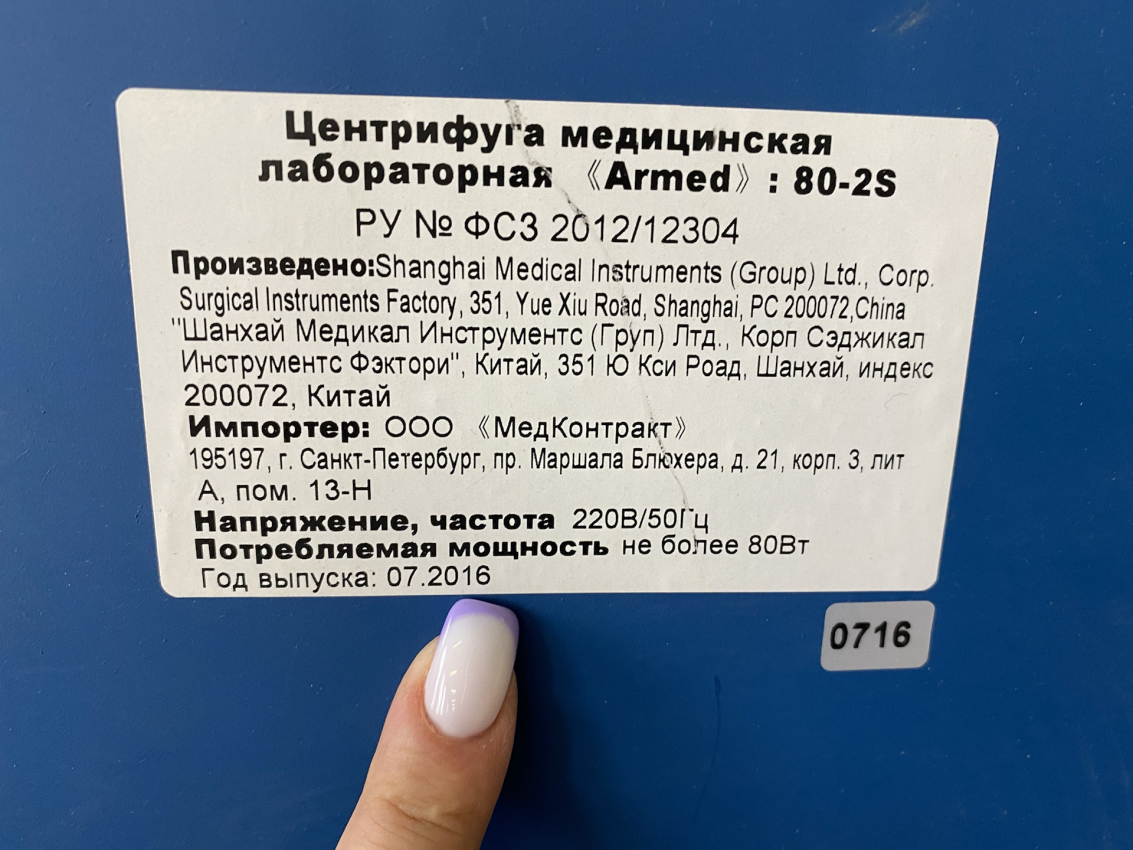 Центрифуга медицинская
лабораторная 《Armed》: 80-2S
РУ № ФСЗ 2012/12304
Произведено:Shanghai Medical Instruments (Group) Ltd., Corp.
Surgical Instruments Factory, 351, Yue Xiu Road, Shanghai, PC 200072,China
"Шанхай Медикал Инструментс (Груп) Лтд., Корп Сэджикал
Инструментс Фэктори", Китай, 351 Ю Кси Роад, Шанхай, индекс
200072, Китай
Импортер: ООО 《МедКонтракт》
195197, г. Санкт-Петербург, пр. Маршала Блюхера, д. 21, корп. 3, лит
А, пом. 13-Н
Напряжение, частота 220В/50Гц
Потребляемая мощность не более 80Вт
Год выпуска: 07.2016
0716